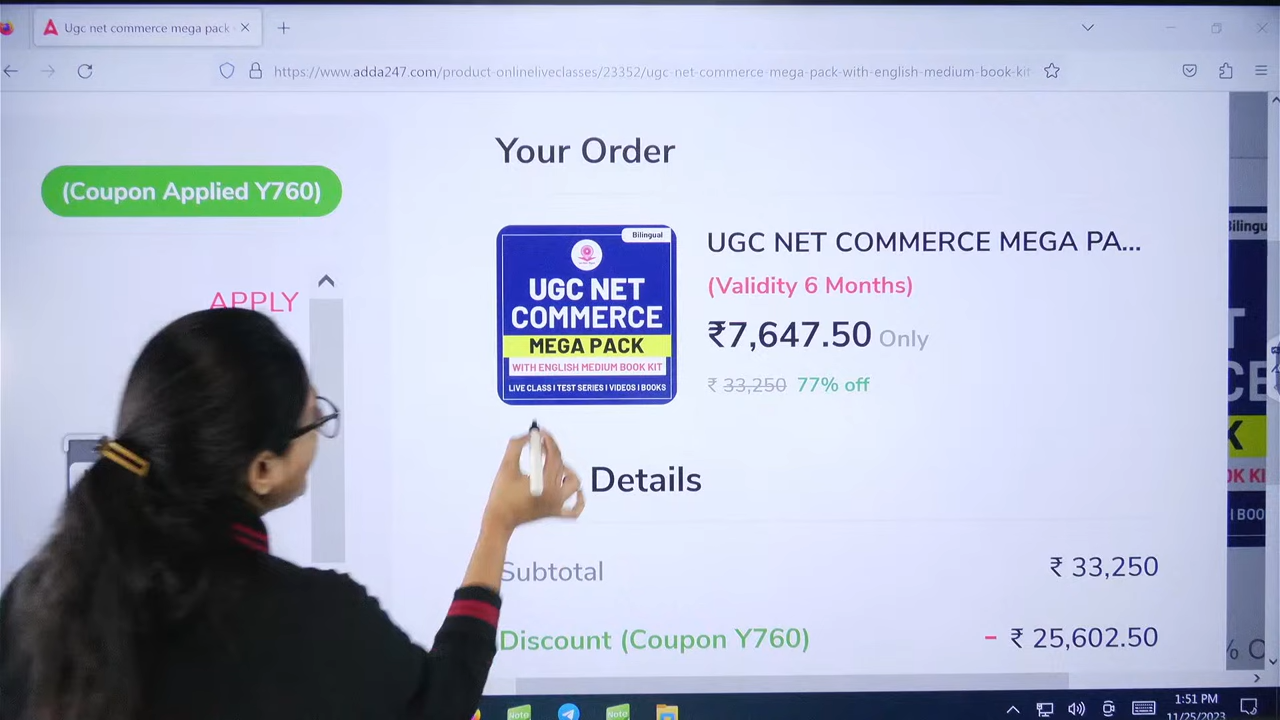 Ugc net commerce mega pack
https://www.adda247.com/product-onlineliveclasses/23352/ugc-net-commerce-mega-pack-with-english-medium-book-kit
(Coupon Applied Y760)
APPLY
Your Order
Bilingual
UGC NET
COMMERCE
MEGA PACK
WITH ENGLISH MEDIUM BOOK KIT
LIVE CLASS I TEST SERIES I VIDEOS I BOOKS
UGC NET COMMERCE MEGA PA...
(Validity 6 Months)
₹7,647.50 Only
₹ 33,250 77% off
Details
Subtotal
₹ 33,250
Discount (Coupon Y760)
- ₹ 25,602.50
1:51 PM
11/25/2023